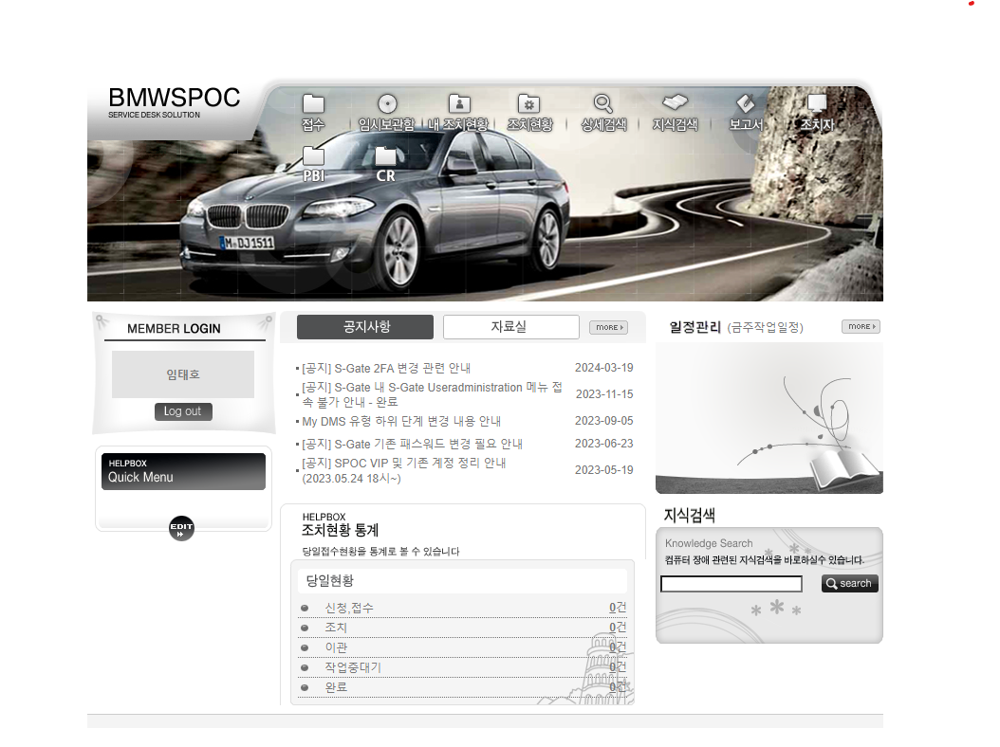 BMWSPOC
SERVICE DESK SOLUTION
접수
임시보관함
내 조치현황
조치현황
상세검색
지식검색
보고서
조치자
PBI
CR
M DJ 1511
MEMBER LOGIN
임태호
Log out
HELPBOX
Quick Menu
EDIT
공지사항
자료실
MORE
[공지] S-Gate 2FA 변경 관련 안내 2024-03-19
[공지] S-Gate 내 S-Gate Useradministration 메뉴 접
속 불가 안내 - 완료 2023-11-15
My DMS 유형 하위 단계 변경 내용 안내 2023-09-05
[공지] S-Gate 기존 패스워드 변경 필요 안내 2023-06-23
[공지] SPOC VIP 및 기존 계정 정리 안내
(2023.05.24 18시~) 2023-05-19
HELPBOX
조치현황 통계
당일접수현황을 통계로 볼 수 있습니다
당일현황
신청,접수 0건
조치 0건
이관 0건
작업중대기 0건
완료 0건
일정관리 (금주작업일정)
MORE
지식검색
Knowledge Search
컴퓨터 장애 관련된 지식검색을 바로하실수 있습니다.
search